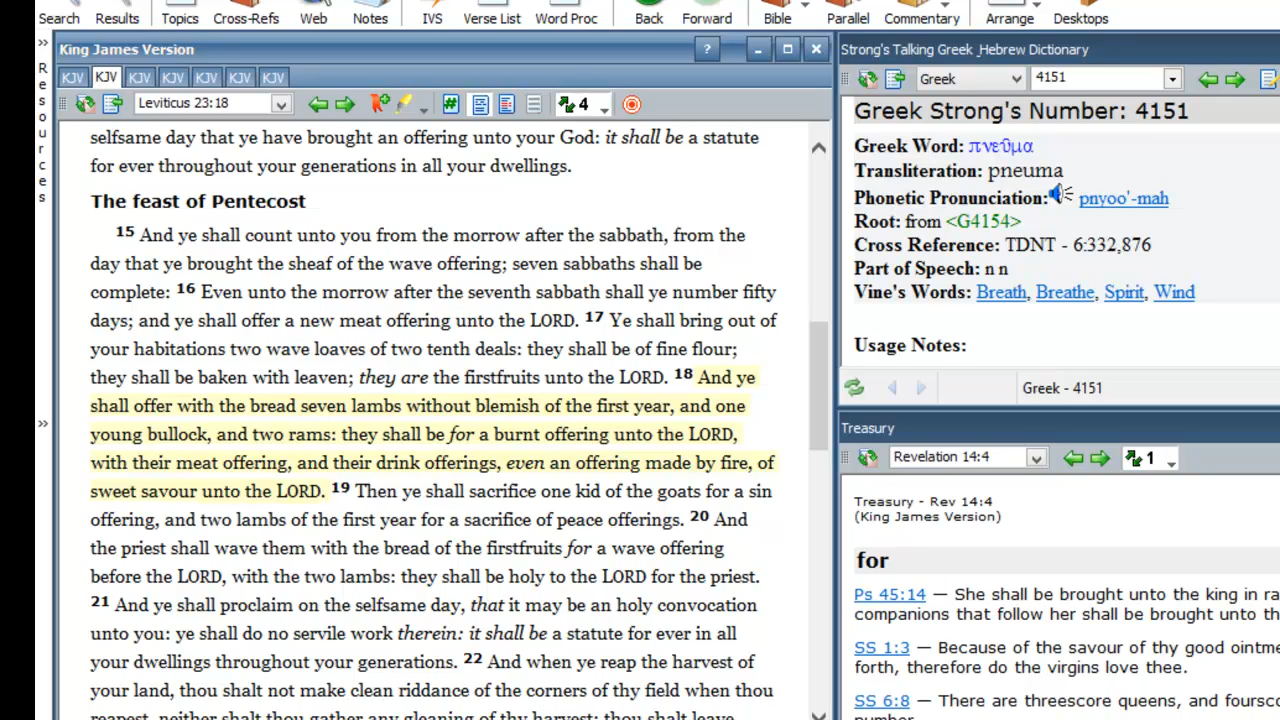 Search Results Topics Cross-Refs Web Notes IVS Verse List Word Proc Back Forward Bible Parallel Commentary Arrange Desktops
»
Resources
»
King James Version
KJV KJV KJV KJV KJV KJV KJV
Leviticus 23:18 4
selfsame day that ye have brought an offering unto your God: it shall be a statute
for ever throughout your generations in all your dwellings.
The feast of Pentecost
15 And ye shall count unto you from the morrow after the sabbath, from the
day that ye brought the sheaf of the wave offering; seven sabbaths shall be
complete: 16 Even unto the morrow after the seventh sabbath shall ye number fifty
days; and ye shall offer a new meat offering unto the LORD. 17 Ye shall bring out of
your habitations two wave loaves of two tenth deals: they shall be of fine flour;
they shall be baken with leaven; they are the firstfruits unto the LORD. 18 And ye
shall offer with the bread seven lambs without blemish of the first year, and one
young bullock, and two rams: they shall be for a burnt offering unto the LORD,
with their meat offering, and their drink offerings, even an offering made by fire, of
sweet savour unto the LORD. 19 Then ye shall sacrifice one kid of the goats for a sin
offering, and two lambs of the first year for a sacrifice of peace offerings. 20 And
the priest shall wave them with the bread of the firstfruits for a wave offering
before the LORD, with the two lambs: they shall be holy to the LORD for the priest.
21 And ye shall proclaim on the selfsame day, that it may be an holy convocation
unto you: ye shall do no servile work therein: it shall be a statute for ever in all
your dwellings throughout your generations. 22 And when ye reap the harvest of
your land, thou shalt not make clean riddance of the corners of thy field when thou
reapest, neither shalt thou gather any gleaning of thy harvest: thou shalt leave
Strong's Talking Greek Hebrew Dictionary
Greek 4151
Greek Strong's Number: 4151
Greek Word: πνεῦμα
Transliteration: pneuma
Phonetic Pronunciation: pnyoo'-mah
Root: from <G4154>
Cross Reference: TDNT - 6:332,876
Part of Speech: n n
Vine's Words: Breath, Breathe, Spirit, Wind
Usage Notes:
Greek - 4151
Treasury
Revelation 14:4 1
Treasury - Rev 14:4
(King James Version)
for
Ps 45:14 — She shall be brought unto the king in ra
companions that follow her shall be brought unto th
SS 1:3 — Because of the savour of thy good ointme
forth, therefore do the virgins love thee.
SS 6:8 — There are threescore queens, and foursco
number.